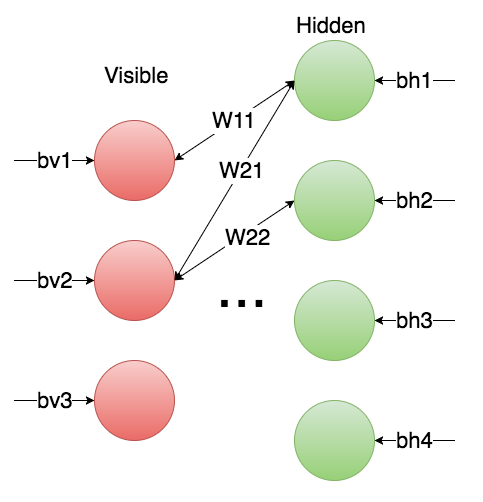 Hidden
Visible
bh1
W11
bv1
W21
bh2
W22
bv2
...
bh3
bv3
bh4